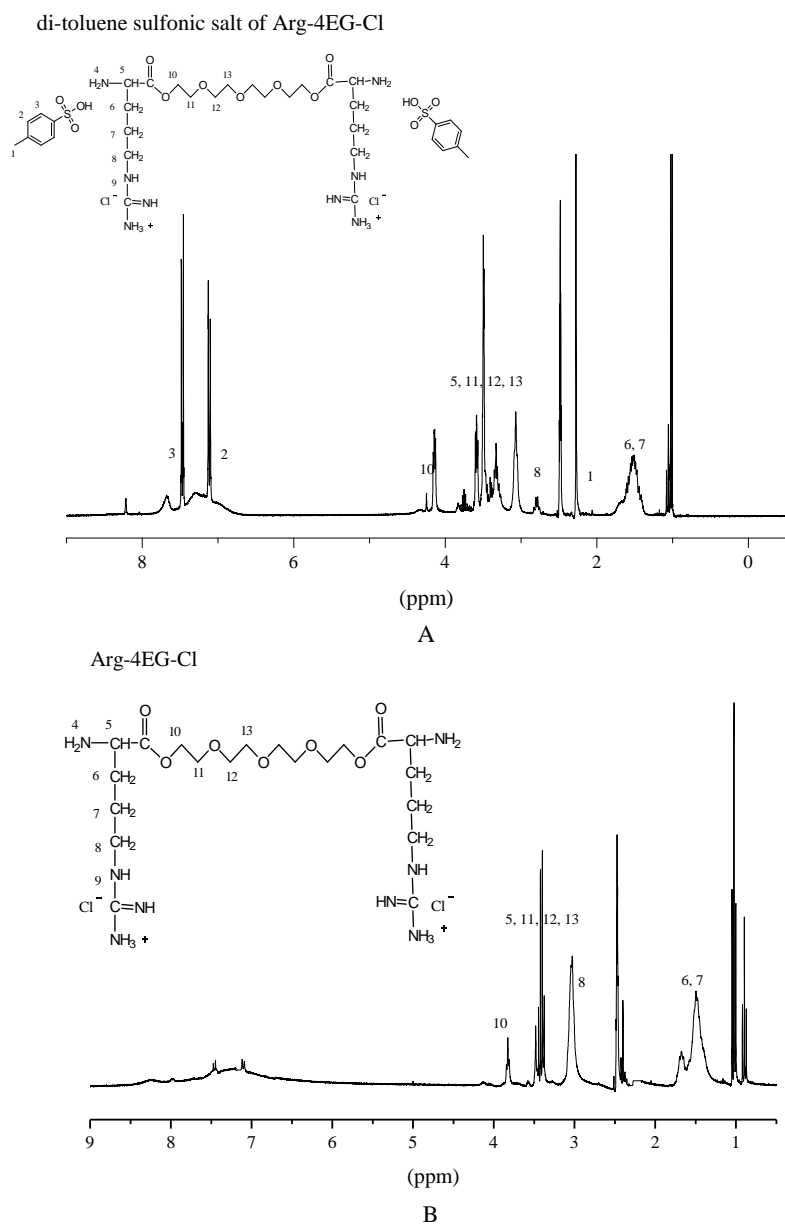 di-toluene sulfonic salt of Arg-4EG-Cl
4 5 O 10 13 O
H2N CH C O O O O O C CH NH2
11 12
3 O O OH 6 CH2 CH2 HO O
2 S S
O 7 CH2 CH2 O
1 8 CH2 CH2
9 NH NH
Cl- C=NH HN=C Cl-
NH3 + NH3 +
5, 11, 12, 13
3 2 10 8 1 6, 7
8 6 4 2 0
(ppm)
A
Arg-4EG-Cl
4 5 O 10 13 O
H2N CH C O O O O O C CH NH2
11 12
6 CH2 CH2
7 CH2 CH2
8 CH2 CH2
9 NH NH
Cl- C=NH HN=C Cl-
NH3 + NH3 +
5, 11, 12, 13
10 8 6, 7
9 8 7 6 5 4 3 2 1
(ppm)
B